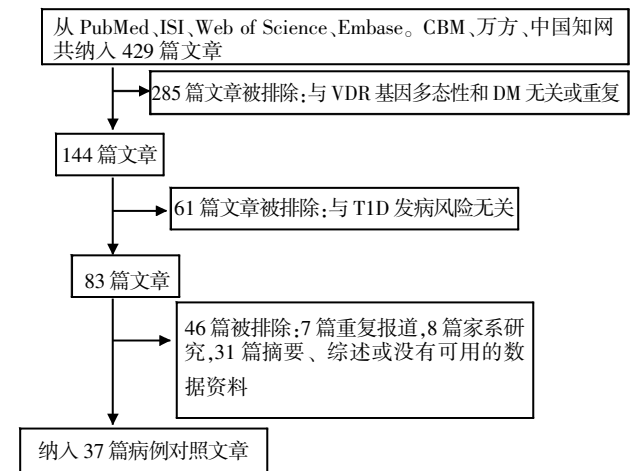 从 PubMed、ISI、Web of Science、Embase。CBM、万方、中国知网
共纳入 429 篇文章
285 篇文章被排除:与 VDR 基因多态性和 DM 无关或重复
144 篇文章
61 篇文章被排除:与 T1D 发病风险无关
83 篇文章
46 篇被排除:7 篇重复报道,8 篇家系研
究,31 篇摘要、综述或没有可用的数
据资料
纳入 37 篇病例对照文章